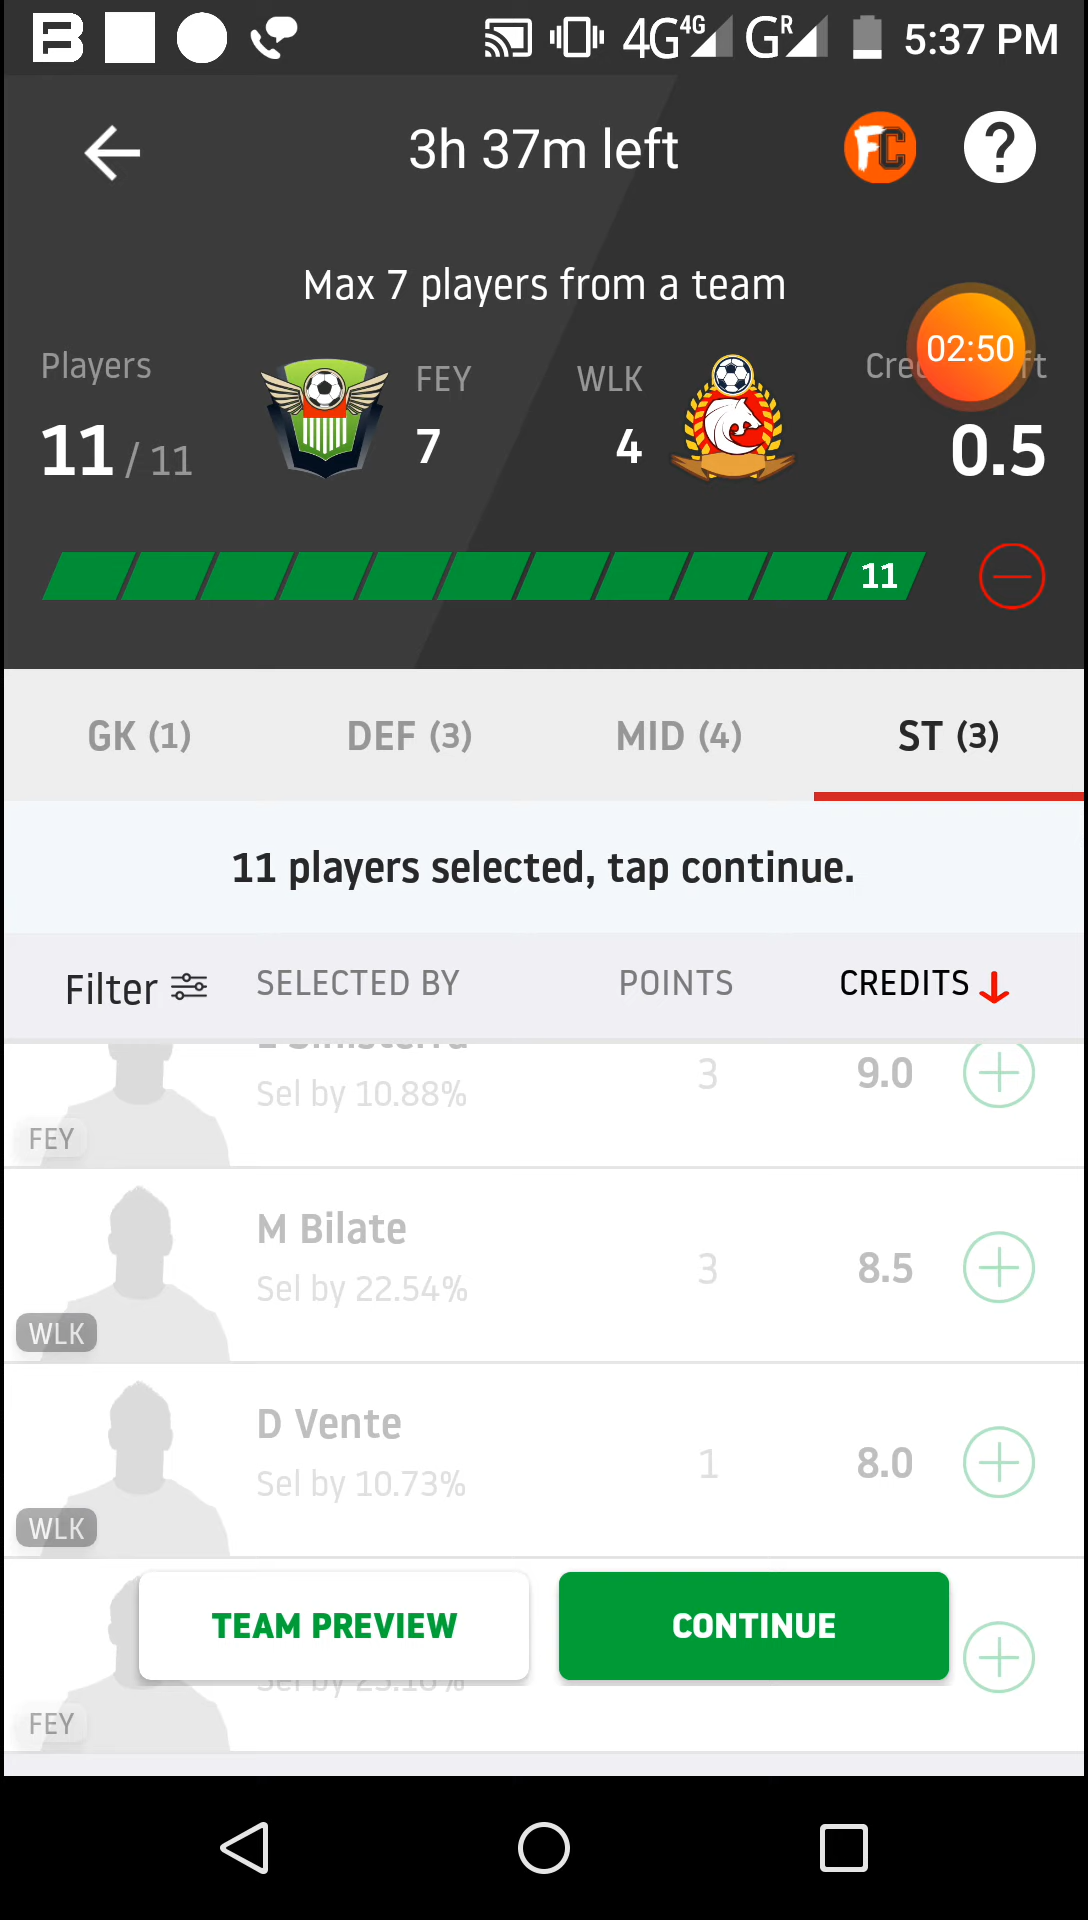 4G 4G G R 5:37 PM
3h 37m left
FC ?
Max 7 players from a team
02:50
Players
FEY
WLK
11 / 11
7
4
0.5
11
GK (1) DEF (3) MID (4) ST (3)
11 players selected, tap continue.
Filter SELECTED BY POINTS CREDITS
3 9.0
Sel by 10.88%
FEY
M Bilate
3 8.5
Sel by 22.54%
WLK
D Vente
1 8.0
Sel by 10.73%
WLK
TEAM PREVIEW CONTINUE
FEY